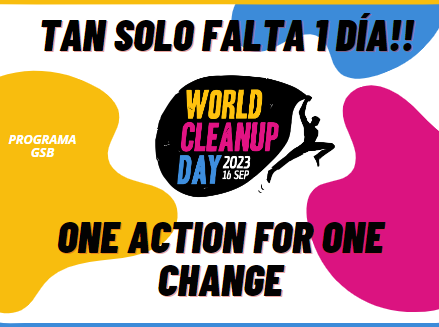 TAN SOLO FALTA 1 DÍA!!
WORLD
CLEANUP
DAY 2023
16 SEP
PROGRAMA
GSB
ONE ACTION FOR ONE
CHANGE